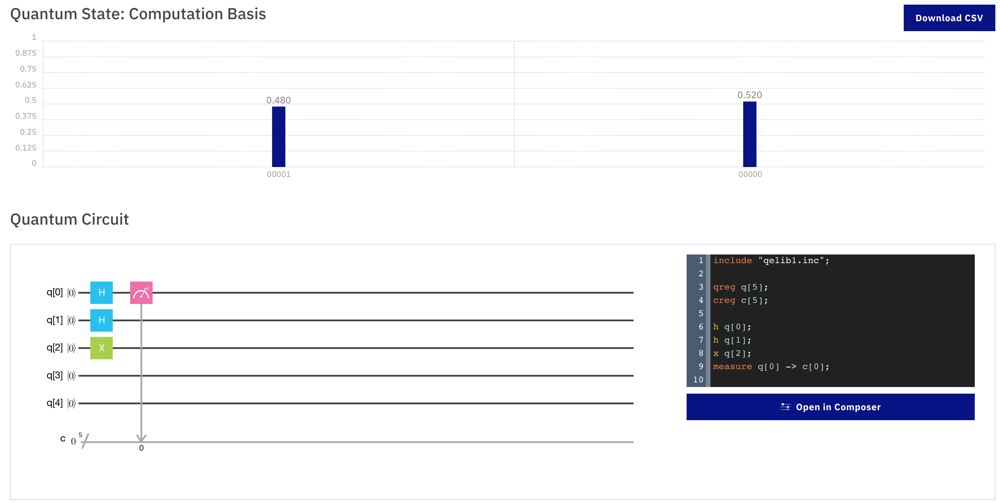 Quantum State: Computation Basis
Download CSV
1
0.875
0.75
0.625
0.5
0.375
0.25
0.125
0
0.480
0.520
00001
00000
Quantum Circuit
q[0] |0⟩ H z
q[1] |0⟩ H
q[2] |0⟩ X
q[3] |0⟩
q[4] |0⟩
c 0 5
0
1 include "qelib1.inc";
2
3 qreg q[5];
4 creg c[5];
5
6 h q[0];
7 h q[1];
8 x q[2];
9 measure q[0] -> c[0];
10
Open in Composer